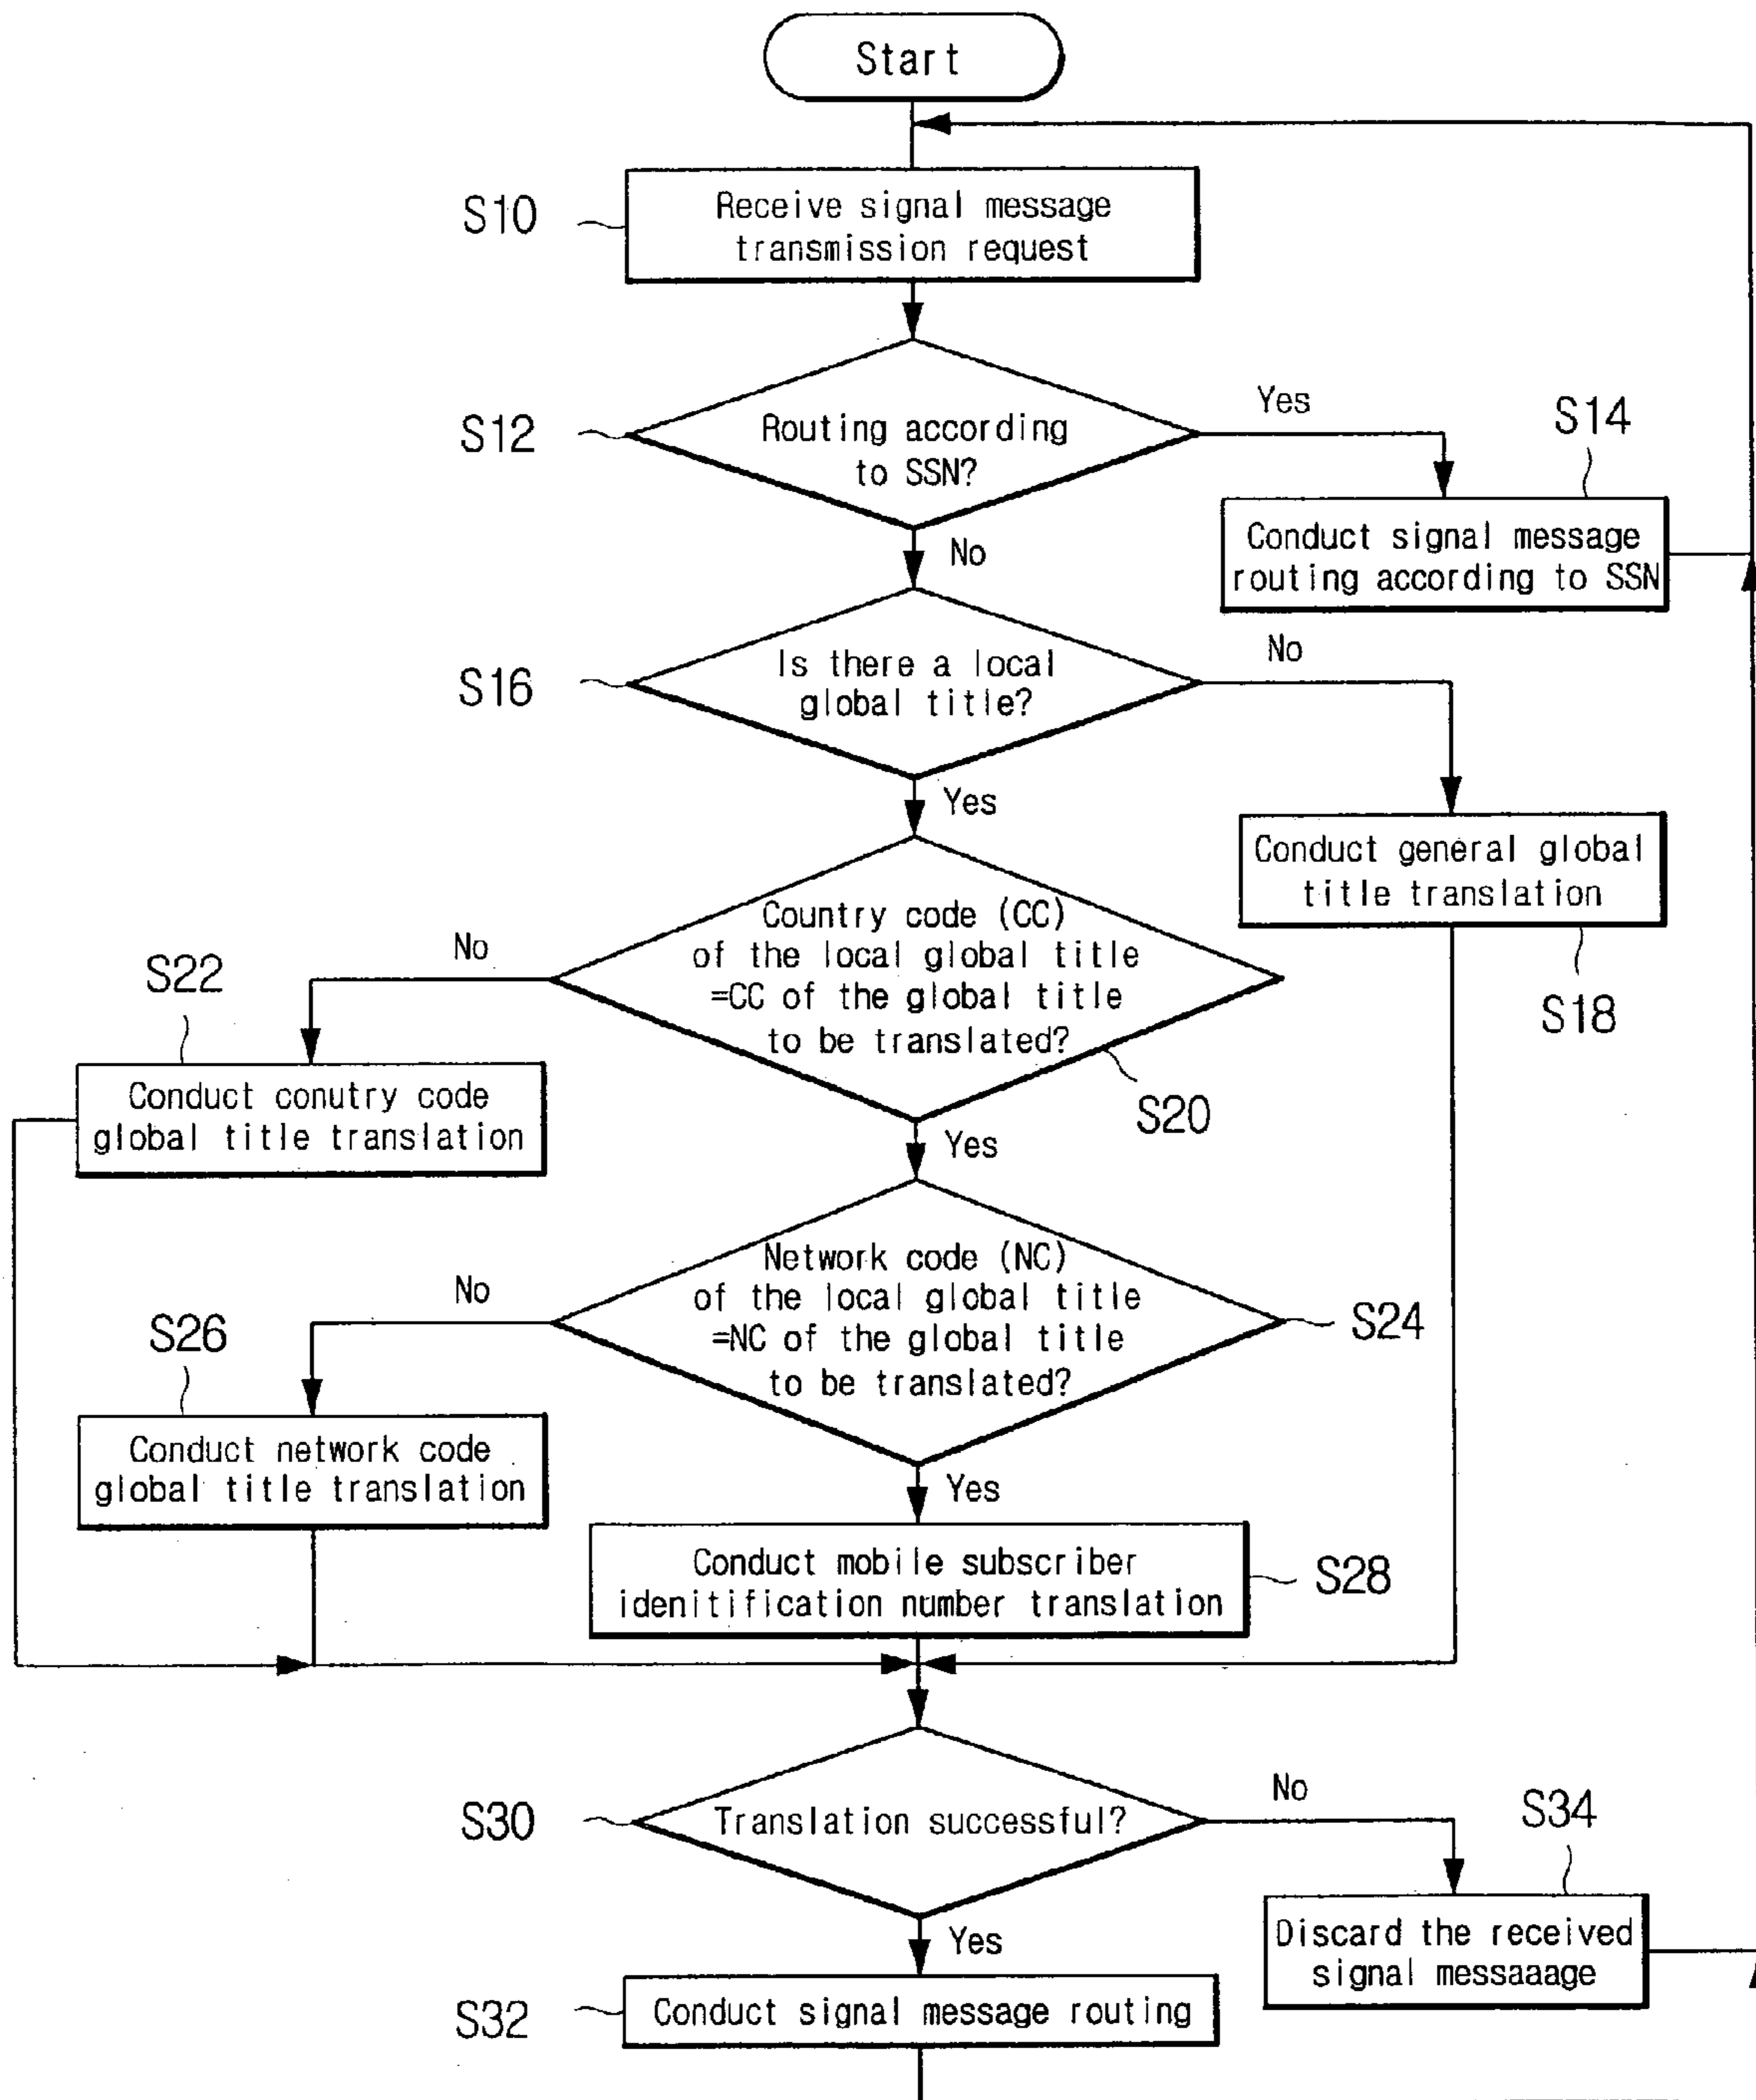 Start
S10
Receive signal message
transmission request
S12
Routing according
to SSN?
Yes
S14
Conduct signal message
routing according to SSN
No
S16
Is there a local
global title?
No
Yes
Conduct general global
title translation
S18
Country code (CC)
of the local global title
=CC of the global title
to be translated?
No
S22
S20
Conduct conutry code
global title translation
Yes
Network code (NC)
of the local global title
=NC of the global title
to be translated?
No
S24
S26
Conduct network code
global title translation
Yes
Conduct mobile subscriber
idenitification number translation
S28
S30
Translation successful?
No
S34
Yes
Discard the received
signal messaaage
S32
Conduct signal message routing